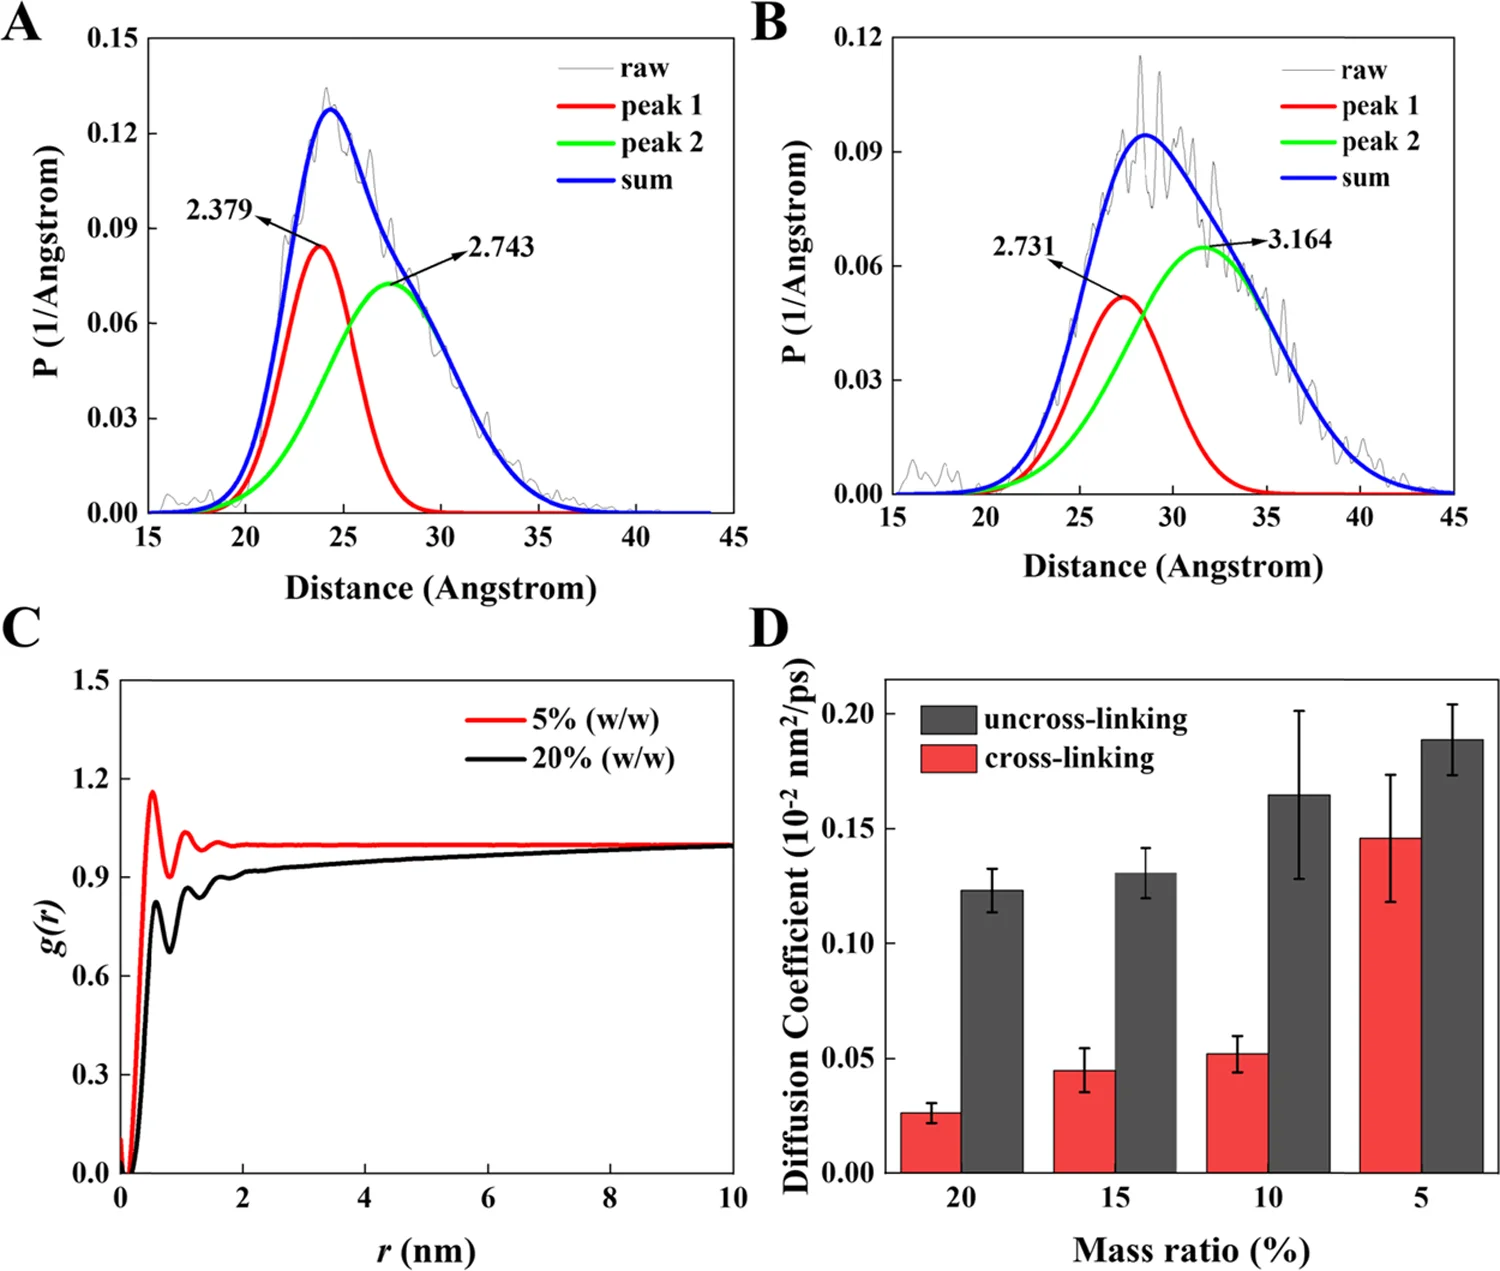 A
0.15
0.12
0.09
0.06
0.03
0.00
P (1/Angstrom)
raw
peak 1
peak 2
sum
2.379
2.743
15 20 25 30 35 40 45
Distance (Angstrom)
B
0.12
0.09
0.06
0.03
0.00
P (1/Angstrom)
raw
peak 1
peak 2
sum
2.731
3.164
15 20 25 30 35 40 45
Distance (Angstrom)
C
1.5
1.2
0.9
0.6
0.3
0.0
g(r)
5% (w/w)
20% (w/w)
0 2 4 6 8 10
r (nm)
D
0.20
0.15
0.10
0.05
0.00
Diffusion Coefficient (10⁻² nm²/ps)
uncross-linking
cross-linking
20 15 10 5
Mass ratio (%)